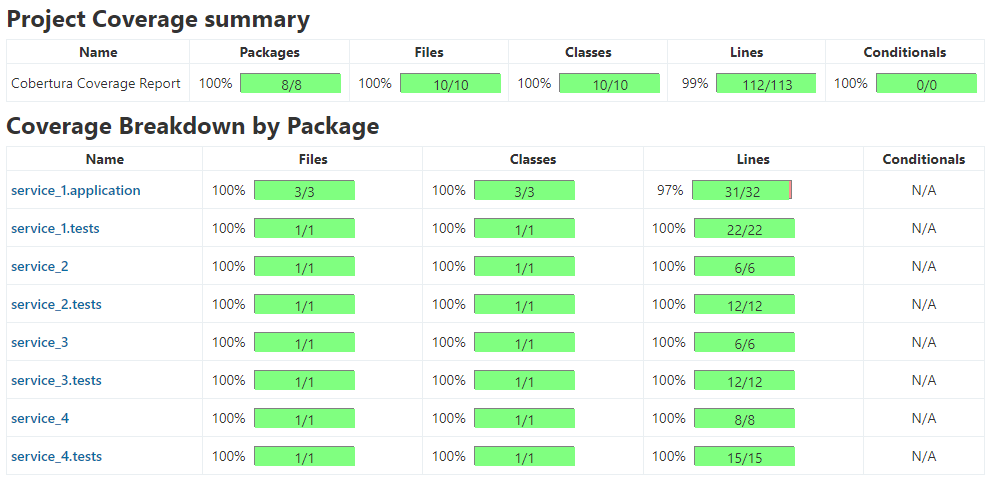 Project Coverage summary
Name Packages Files Classes Lines Conditionals
Cobertura Coverage Report 100% 8/8 100% 10/10 100% 10/10 99% 112/113 100% 0/0
Coverage Breakdown by Package
Name Files Classes Lines Conditionals
service_1.application 100% 3/3 100% 3/3 97% 31/32 N/A
service_1.tests 100% 1/1 100% 1/1 100% 22/22 N/A
service_2 100% 1/1 100% 1/1 100% 6/6 N/A
service_2.tests 100% 1/1 100% 1/1 100% 12/12 N/A
service_3 100% 1/1 100% 1/1 100% 6/6 N/A
service_3.tests 100% 1/1 100% 1/1 100% 12/12 N/A
service_4 100% 1/1 100% 1/1 100% 8/8 N/A
service_4.tests 100% 1/1 100% 1/1 100% 15/15 N/A